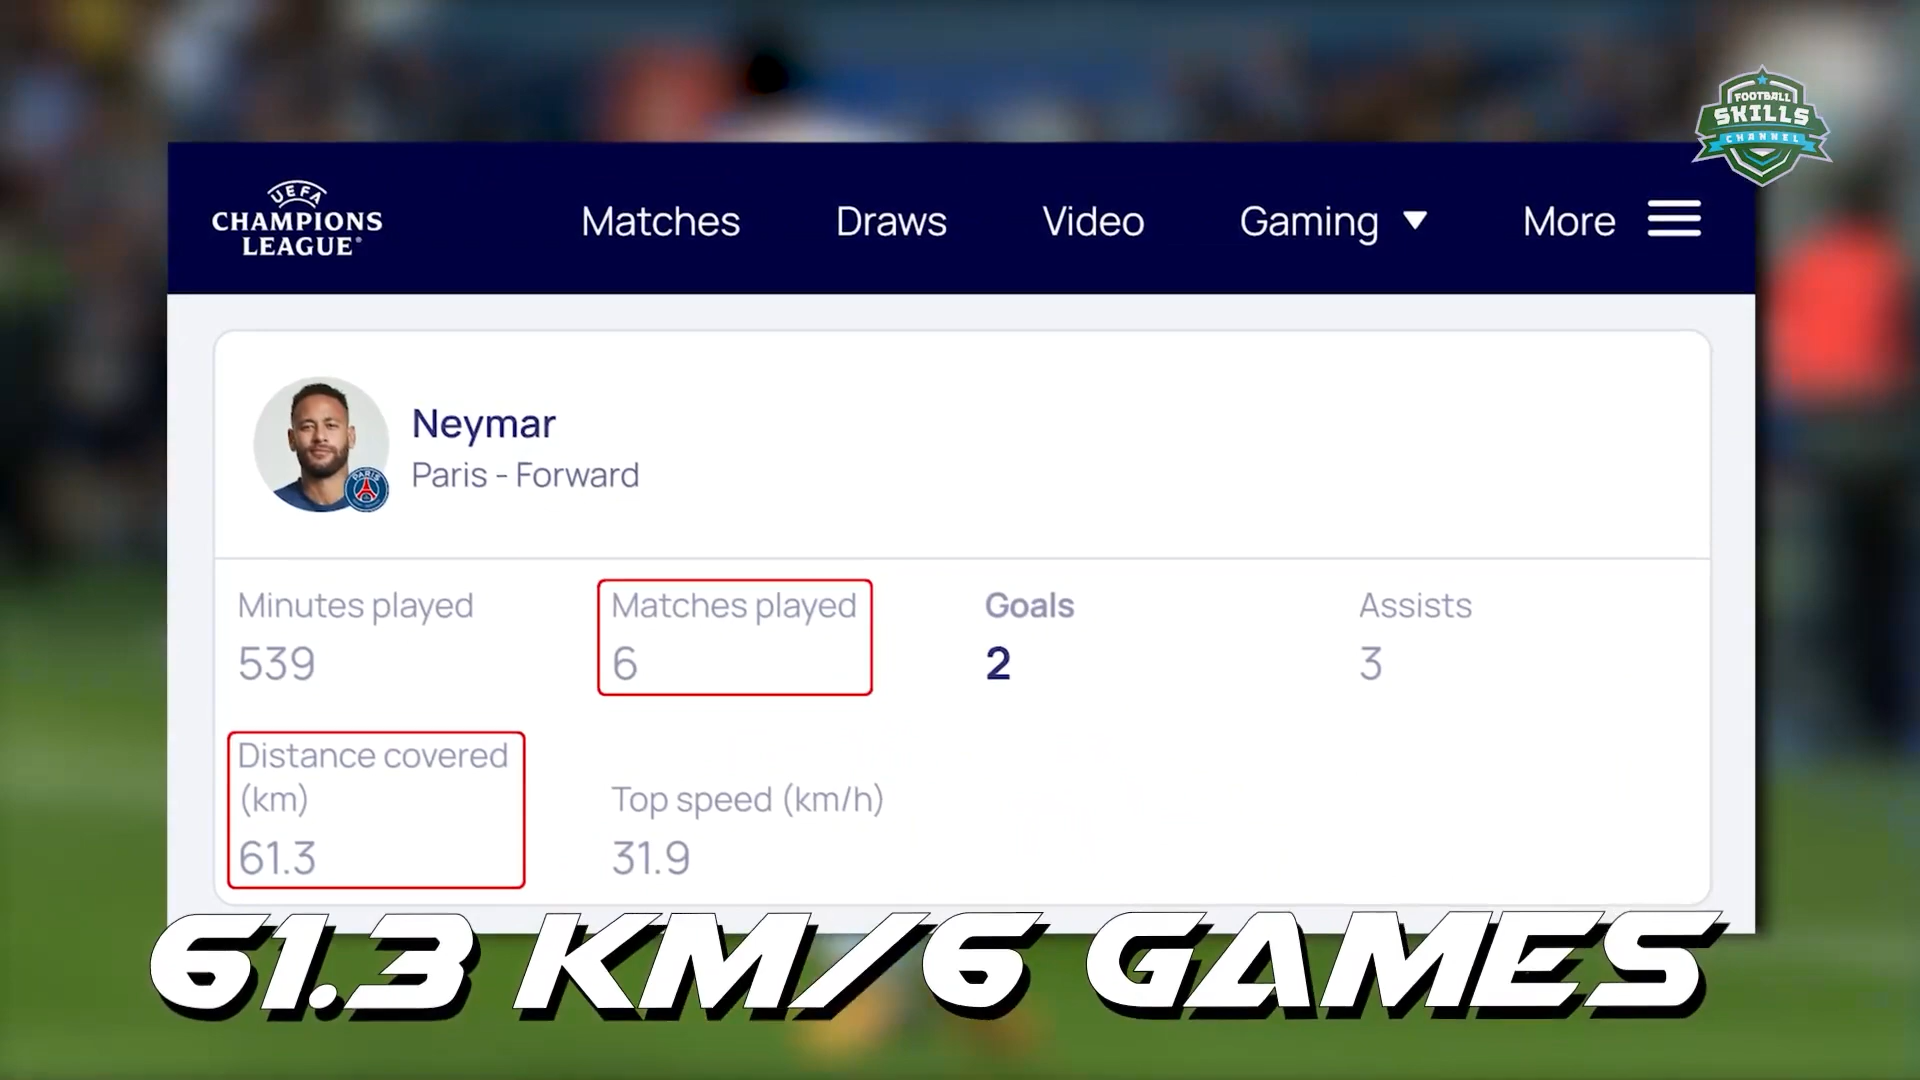 FOOTBALL
SKILLS
CHANNEL
UEFA
CHAMPIONS
LEAGUE®
Matches
Draws
Video
Gaming
More
Neymar
Paris - Forward
PARIS
Minutes played
539
Matches played
6
Goals
2
Assists
3
Distance covered
(km)
61.3
Top speed (km/h)
31.9
61.3 KM/6 GAMES